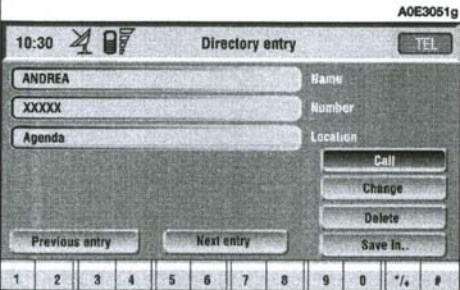 A0E3051g
10:30 Directory entry TEL
ANDREA Name
XXXXX Number
Agenda Location
Call
Change
Delete
Previous entry Next entry Save in..
1 2 3 4 5 6 7 8 9 0 */+ #